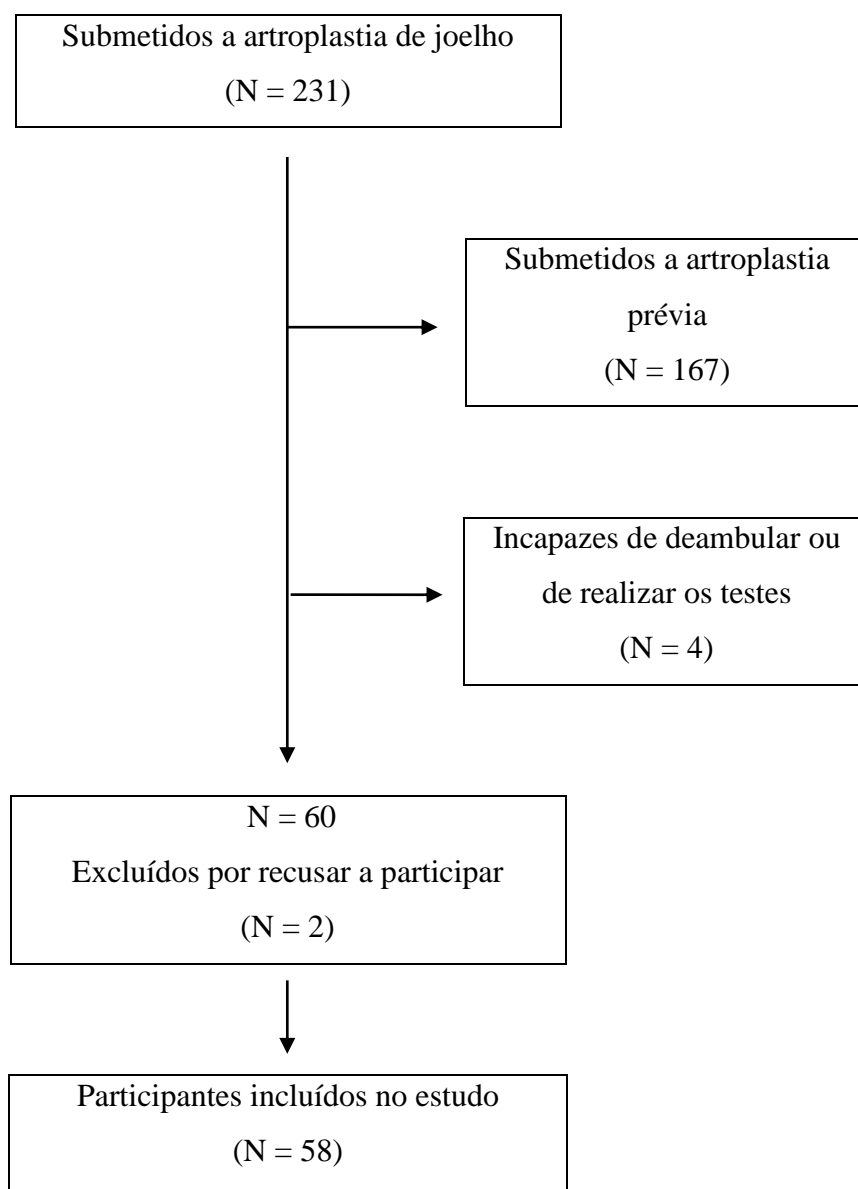 Submetidos a artroplastia de joelho
(N = 231)
Submetidos a artroplastia
prévia
(N = 167)
Incapazes de deambular ou
de realizar os testes
(N = 4)
N = 60
Excluídos por recusar a participar
(N = 2)
Participantes incluídos no estudo
(N = 58)